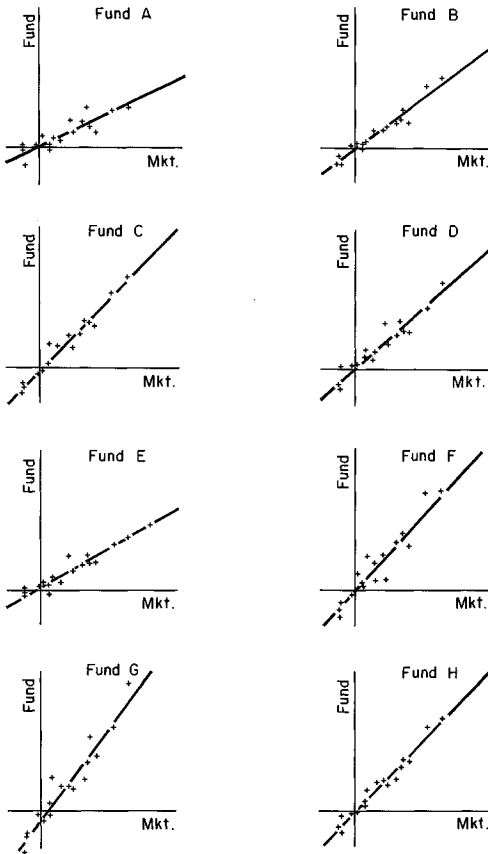 Fund A
Fund
Mkt.
Fund B
Fund
Mkt.
Fund C
Fund
Mkt.
Fund D
Fund
Mkt.
Fund E
Fund
Mkt.
Fund F
Fund
Mkt.
Fund G
Fund
Mkt.
Fund H
Fund
Mkt.